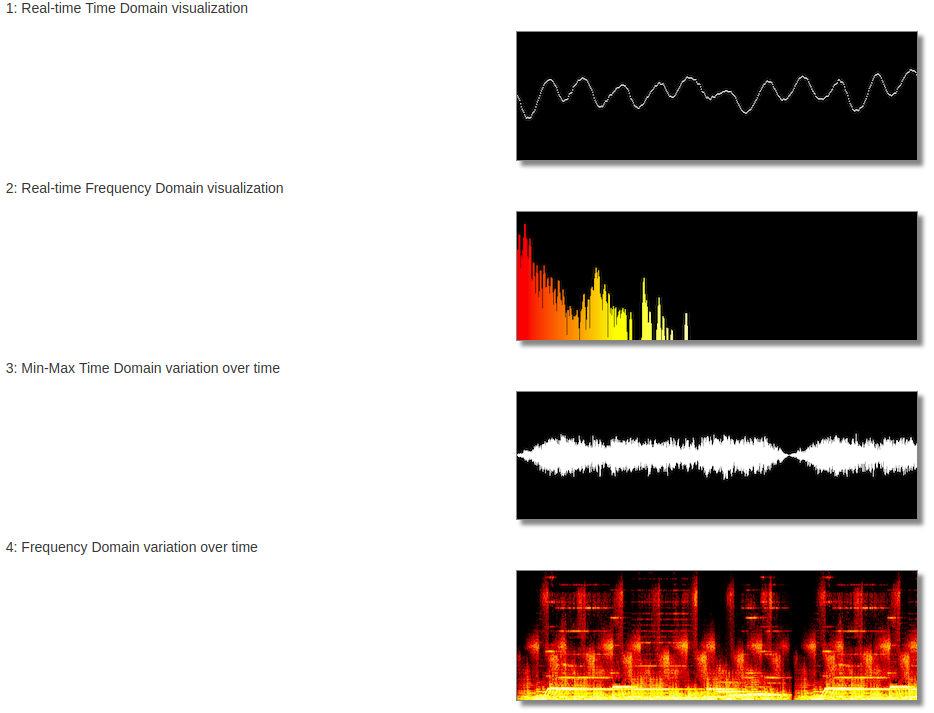 1: Real-time Time Domain visualization
2: Real-time Frequency Domain visualization
3: Min-Max Time Domain variation over time
4: Frequency Domain variation over time